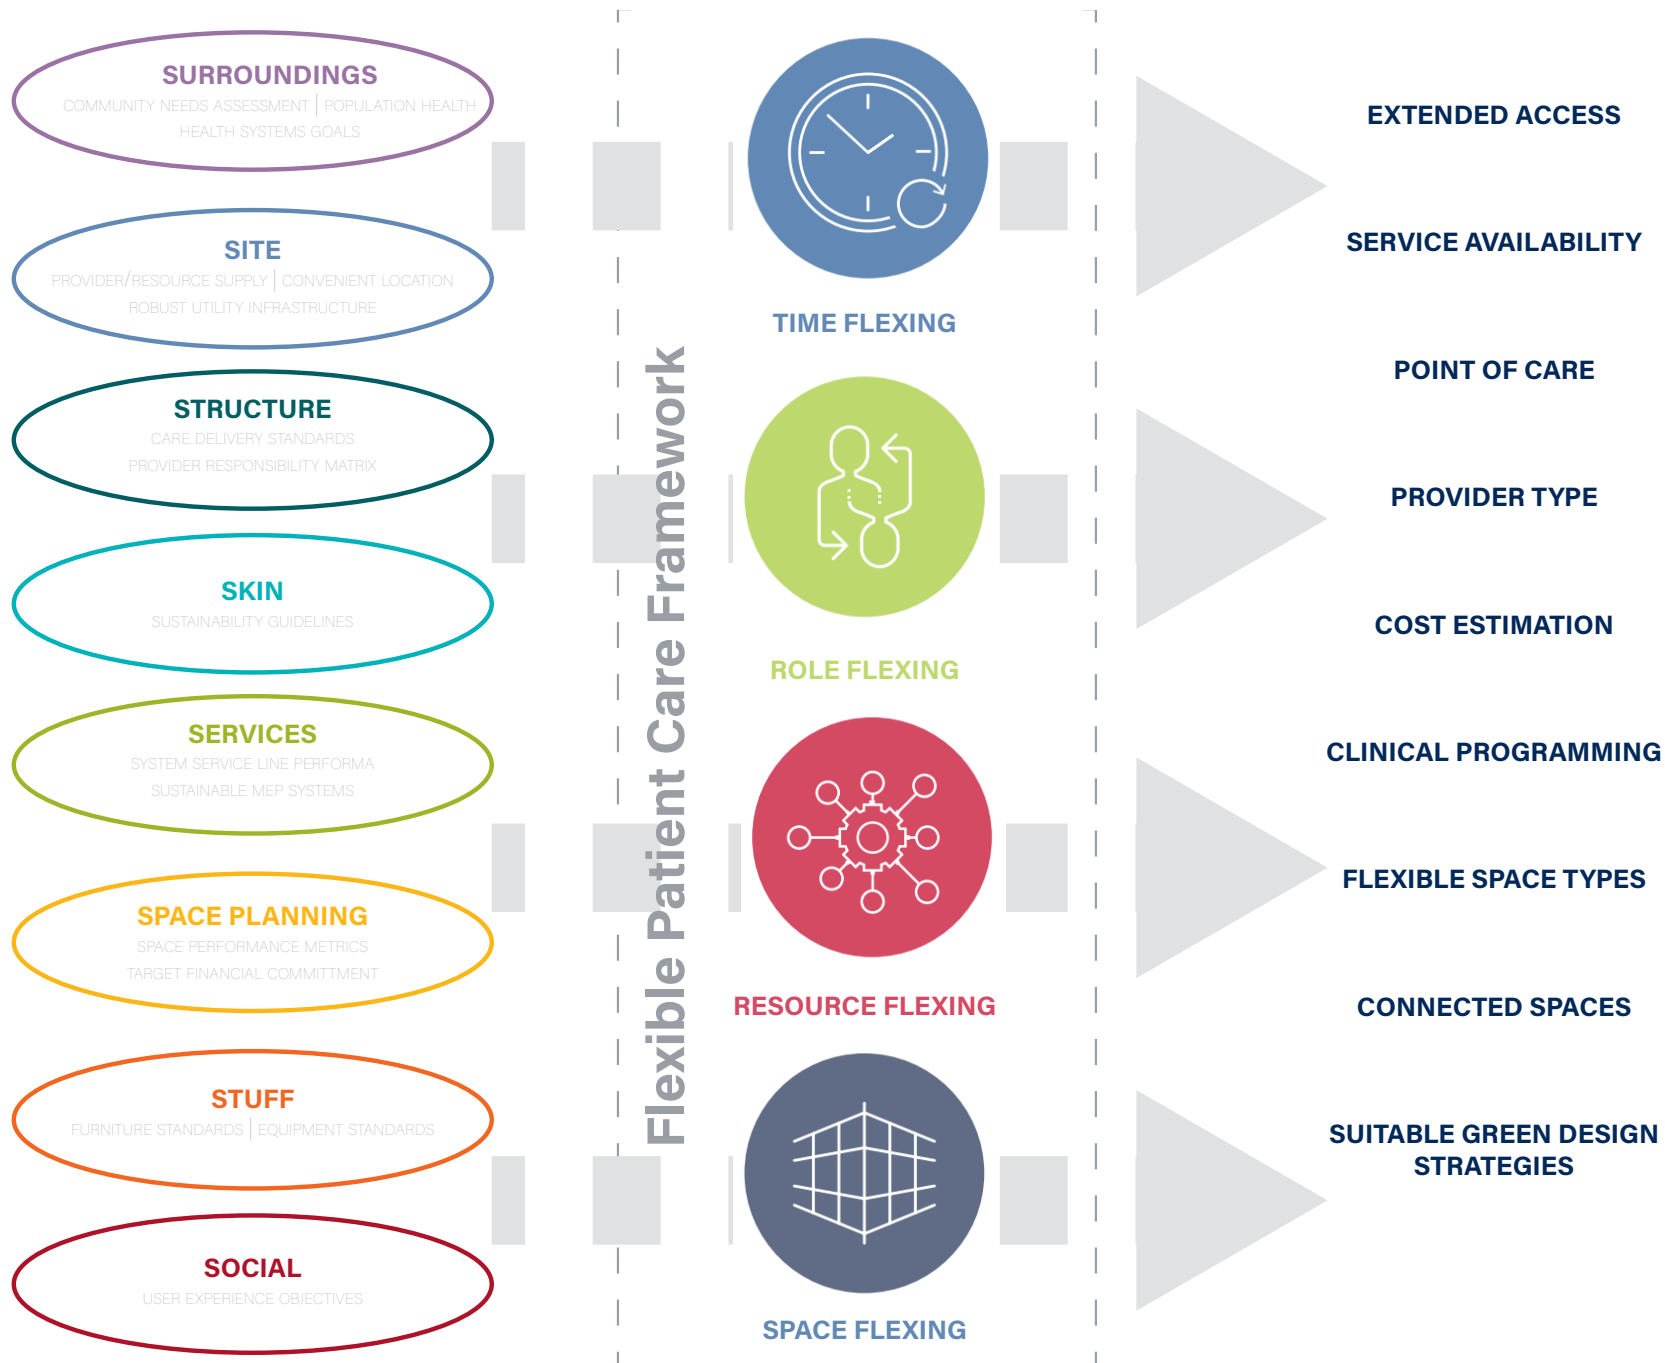 SURROUNDINGS
COMMUNITY NEEDS ASSESSMENT | POPULATION HEALTH
HEALTH SYSTEMS GOALS
SITE
PROVIDER/RESOURCE SUPPLY | CONVENIENT LOCATION
ROBUST UTILITY INFRASTRUCTURE
STRUCTURE
CARE DELIVERY STANDARDS
PROVIDER RESPONSIBILITY MATRIX
SKIN
SUSTAINABILITY GUIDELINES
SERVICES
SYSTEM SERVICE LINE PERFORMA
SUSTAINABLE MEP SYSTEMS
SPACE PLANNING
SPACE PERFORMANCE METRICS
TARGET FINANCIAL COMMITTMENT
STUFF
FURNITURE STANDARDS | EQUIPMENT STANDARDS
SOCIAL
USER EXPERIENCE OBJECTIVES
Flexible Patient Care Framework
TIME FLEXING
ROLE FLEXING
RESOURCE FLEXING
SPACE FLEXING
EXTENDED ACCESS
SERVICE AVAILABILITY
POINT OF CARE
PROVIDER TYPE
COST ESTIMATION
CLINICAL PROGRAMMING
FLEXIBLE SPACE TYPES
CONNECTED SPACES
SUITABLE GREEN DESIGN
STRATEGIES